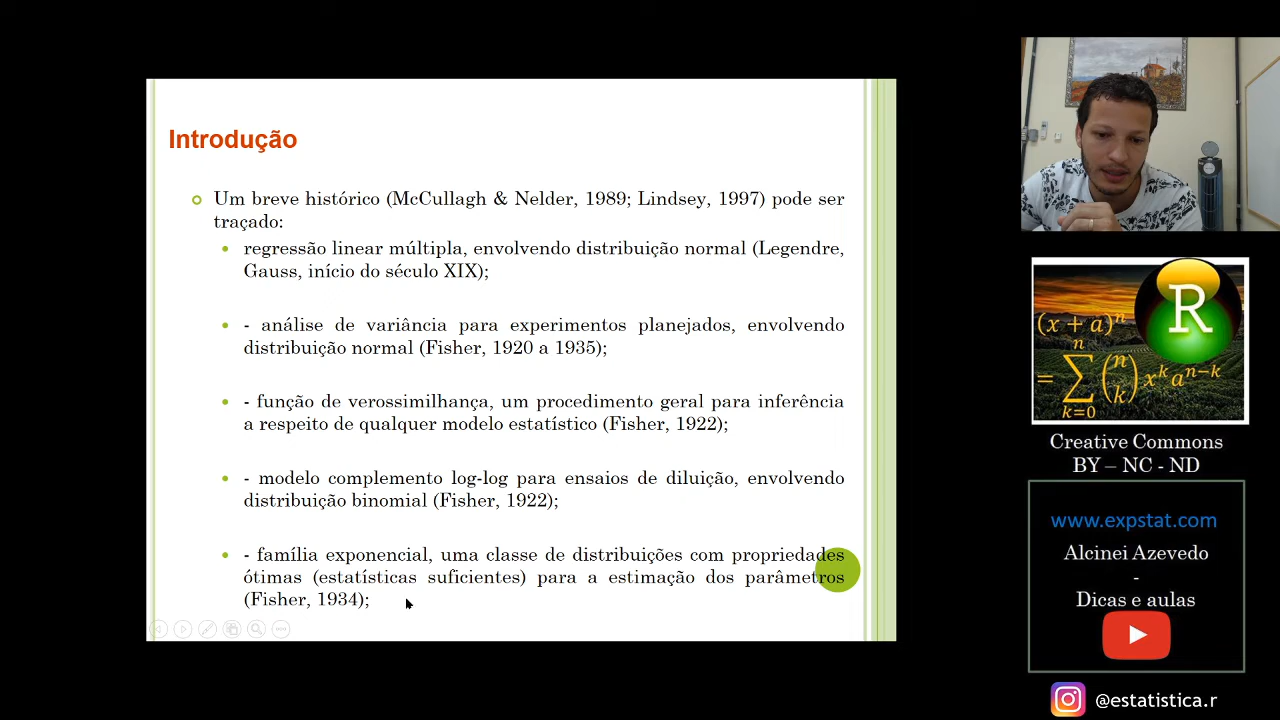 Introdução
Um breve histórico (McCullagh & Nelder, 1989; Lindsey, 1997) pode ser
traçado:
regressão linear múltipla, envolvendo distribuição normal (Legendre,
Gauss, início do século XIX);
- análise de variância para experimentos planejados, envolvendo
distribuição normal (Fisher, 1920 a 1935);
- função de verossimilhança, um procedimento geral para inferência
a respeito de qualquer modelo estatístico (Fisher, 1922);
- modelo complemento log-log para ensaios de diluição, envolvendo
distribuição binomial (Fisher, 1922);
- família exponencial, uma classe de distribuições com propriedades
ótimas (estatísticas suficientes) para a estimação dos parâmetros
(Fisher, 1934);
R
(x + a)^n
= ∑_{k=0}^{n} (n k) x^k a^{n-k}
Creative Commons
BY – NC - ND
www.expstat.com
Alcinei Azevedo
-
Dicas e aulas
@estatistica.r